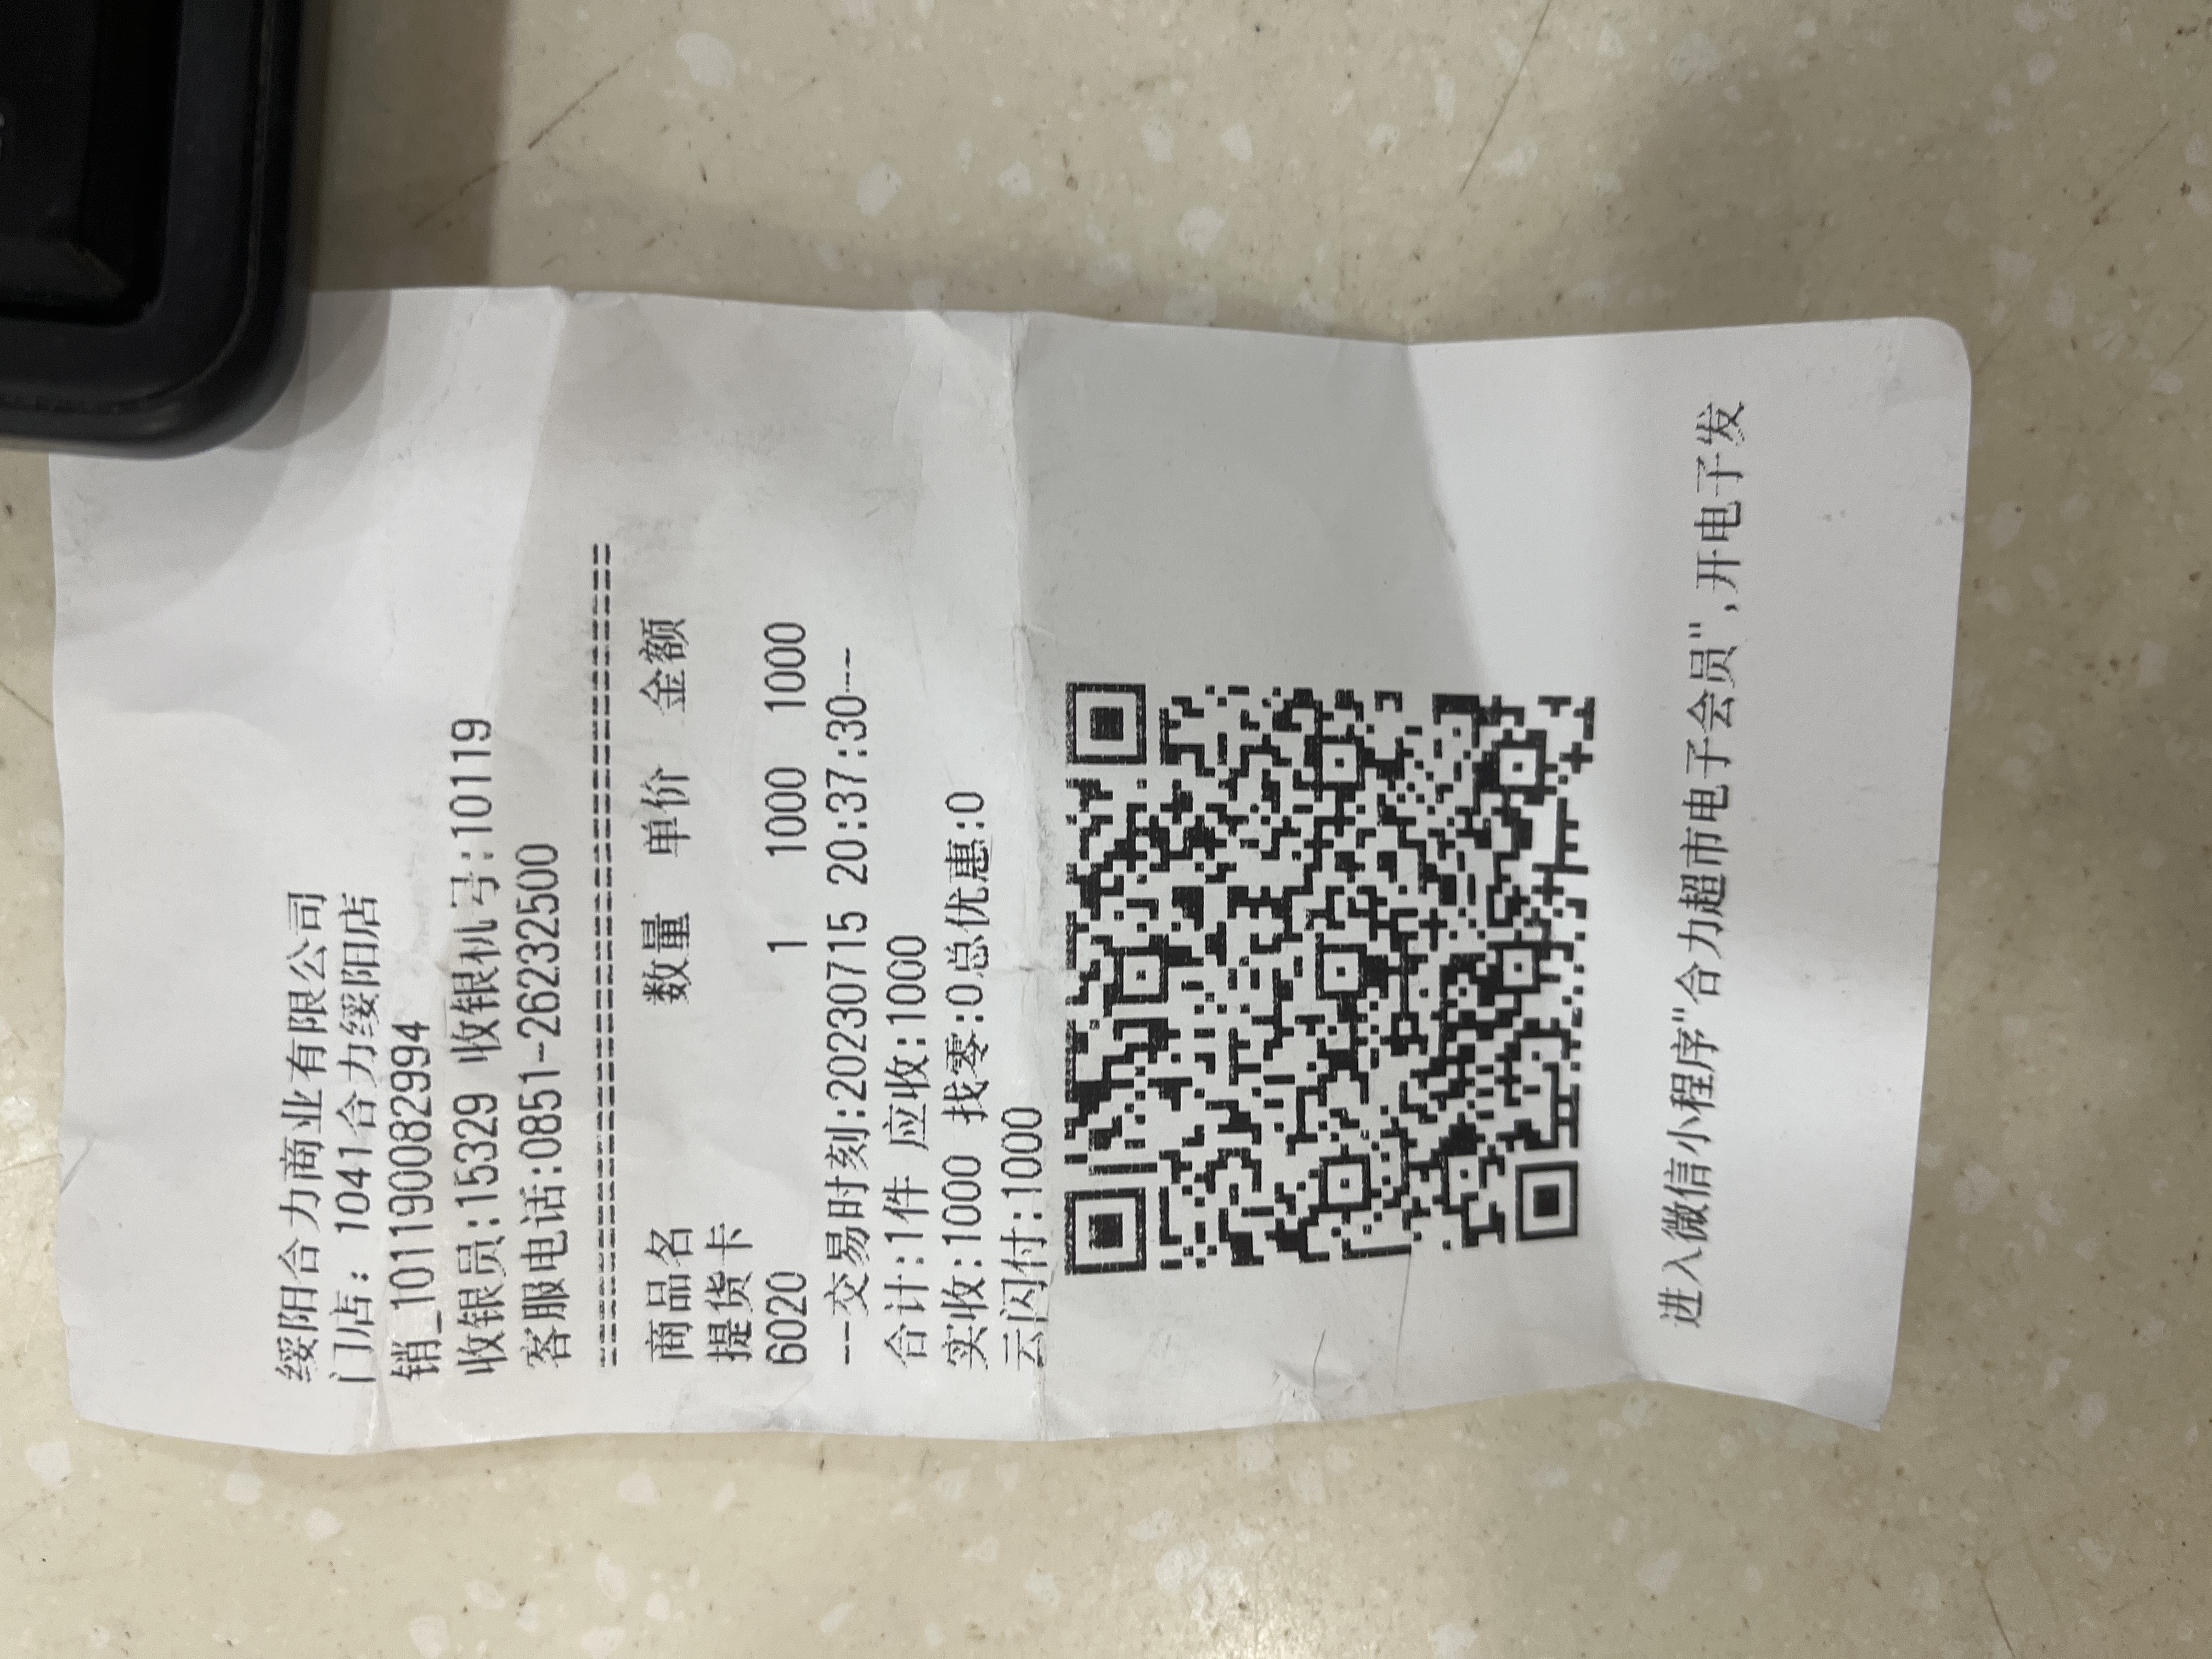 绥阳合力商业有限公司
门店：1041合力绥阳店
销_101190082994
收银员:15329 收银机号:10119
客服电话:0851-26232500
================================
商品名 数量 单价 金额
提货卡
6020 1 1000 1000
--交易时刻:20230715 20:37:30---
合计:1件 应收:1000
实收:1000 找零:0总优惠:0
云闪付:1000
进入微信小程序"合力超市电子会员",开电子发